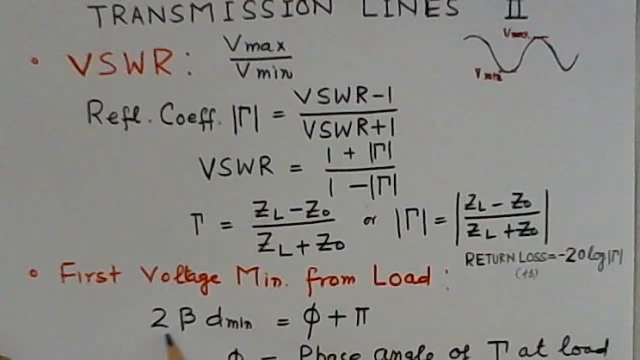 TRANSMISSION LINES II
• VSWR: Vmax / Vmin
Vmax
Vmin
Refl. Coeff. |Γ| = VSWR-1 / VSWR+1
VSWR = 1 + |Γ| / 1 - |Γ|
Γ = ZL - Z0 / ZL + Z0 or |Γ| = |ZL - Z0 / ZL + Z0|
RETURN LOSS = -20 log|Γ|
• First Voltage Min. from Load:
2 β dmin = ϕ + π
ϕ - Phase angle of Γ at load